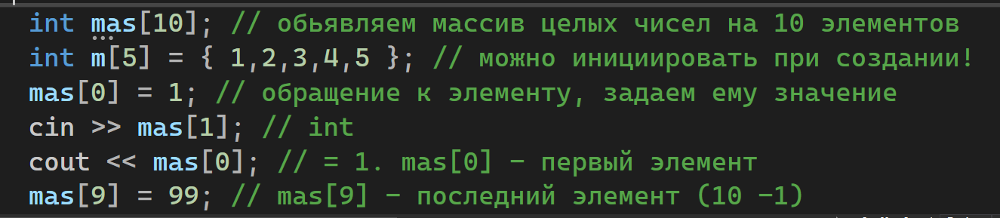 int mas[10]; // обьявляем массив целых чисел на 10 элементов
int m[5] = { 1,2,3,4,5 }; // можно инициировать при создании!
mas[0] = 1; // обращение к элементу, задаем ему значение
cin >> mas[1]; // int
cout << mas[0]; // = 1. mas[0] - первый элемент
mas[9] = 99; // mas[9] - последний элемент (10 -1)